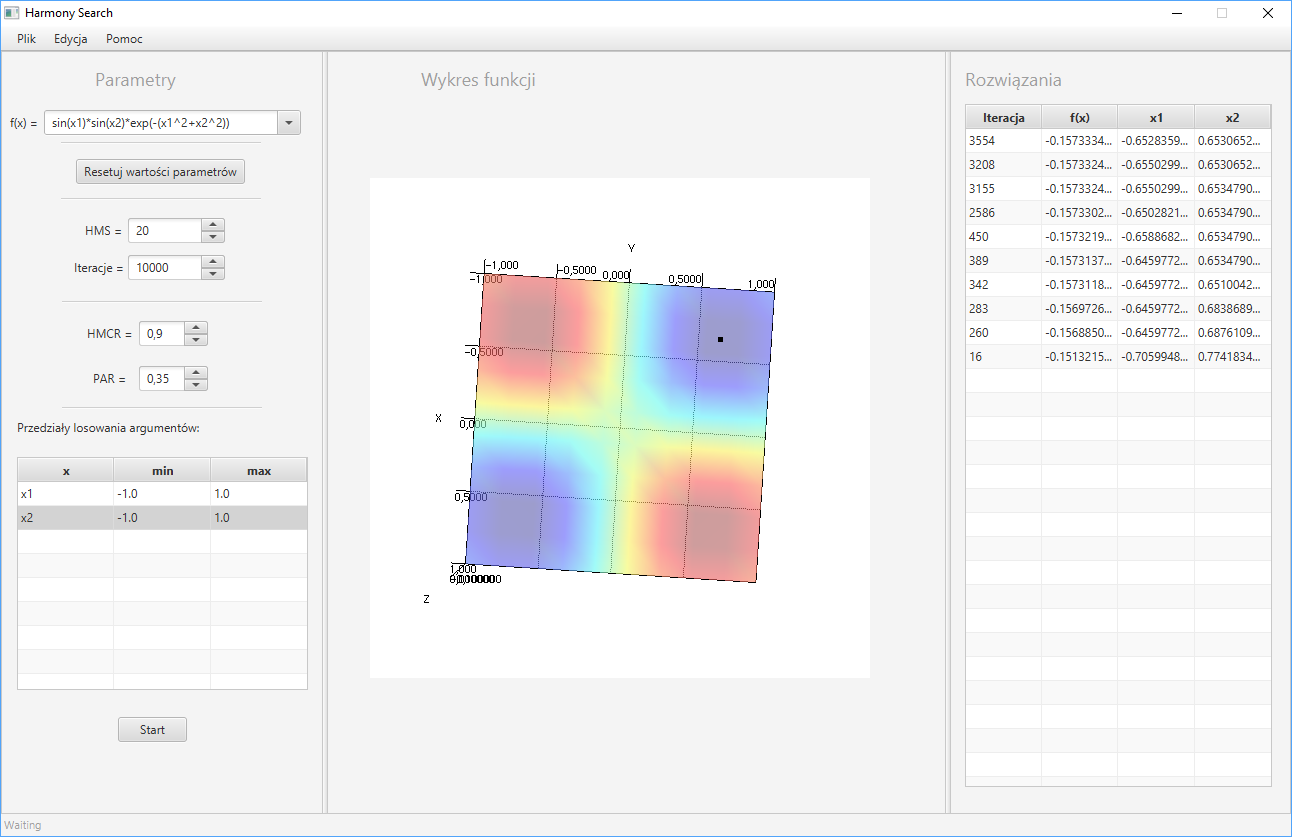 Harmony Search
Plik Edycja Pomoc
Parametry
f(x) = sin(x1)*sin(x2)*exp(-(x1^2+x2^2))
Resetuj wartości parametrów
HMS = 20
Iteracje = 10000
HMCR = 0,9
PAR = 0,35
Przedziały losowania argumentów:
x min max
x1 -1.0 1.0
x2 -1.0 1.0
Start
Wykres funkcji
Y
-1,000 -0,5000 0,000 0,5000 1,000
-1,000
-0,5000
X
0,000
0,5000
1,000
Z
Rozwiązania
Iteracja f(x) x1 x2
3554 -0.1573334... -0.6528359... 0.6530652...
3208 -0.1573324... -0.6550299... 0.6530652...
3155 -0.1573324... -0.6550299... 0.6534790...
2586 -0.1573302... -0.6502821... 0.6534790...
450 -0.1573219... -0.6588682... 0.6534790...
389 -0.1573137... -0.6459772... 0.6534790...
342 -0.1573118... -0.6459772... 0.6510042...
283 -0.1569726... -0.6459772... 0.6838689...
260 -0.1568850... -0.6459772... 0.6876109...
16 -0.1513215... -0.7059948... 0.7741834...
Waiting